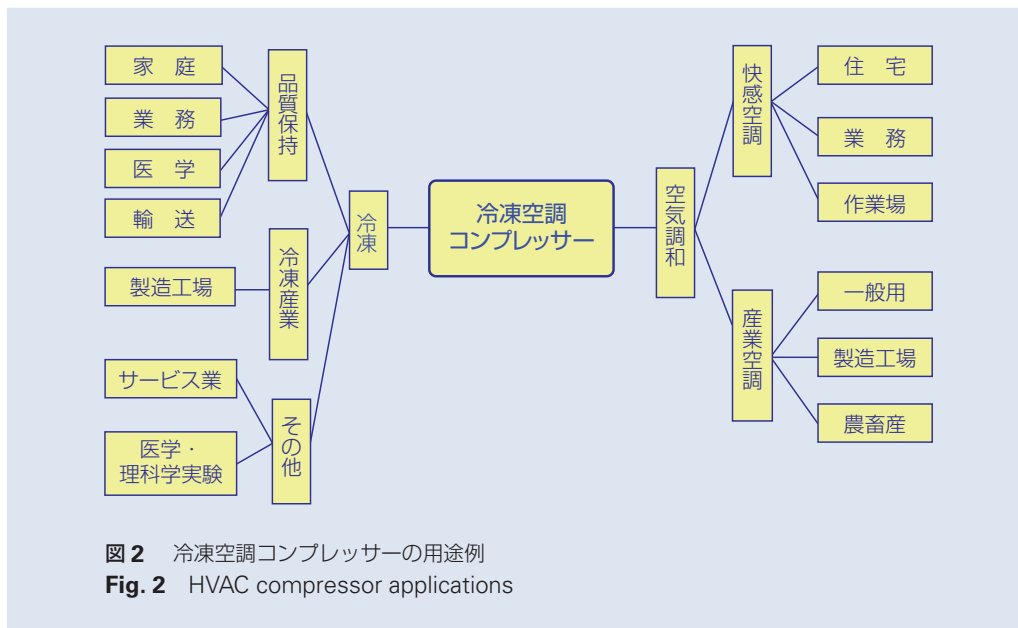 家 庭
業 務
医 学
輸 送
品質保持
製造工場
冷凍産業
サービス業
医学・
理科学実験
その他
冷凍
冷凍空調
コンプレッサー
空気調和
快感空調
住 宅
業 務
作業場
産業空調
一般用
製造工場
農畜産
図 2 冷凍空調コンプレッサーの用途例
Fig. 2 HVAC compressor applications